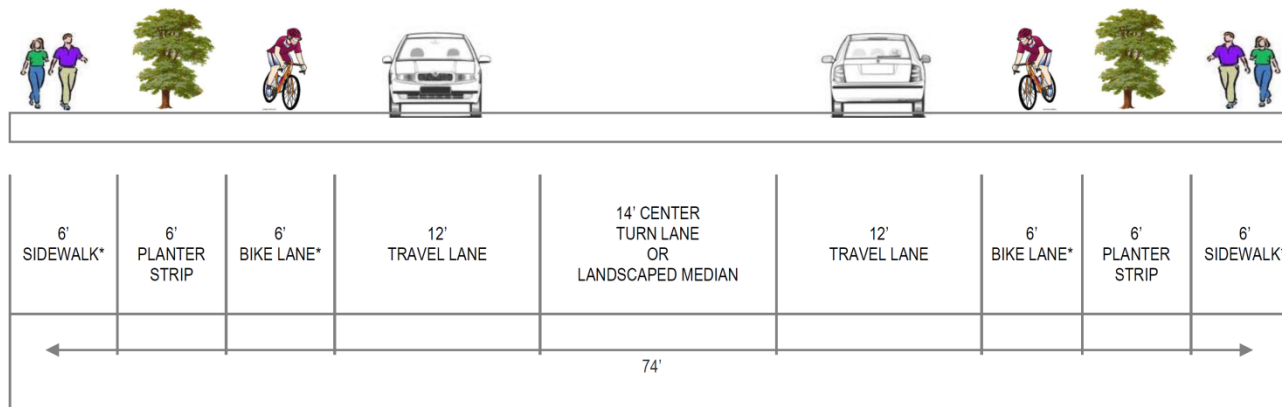 6’
SIDEWALK*
6’
PLANTER
STRIP
6’
BIKE LANE*
12’
TRAVEL LANE
14’ CENTER
TURN LANE
OR
LANDSCAPED MEDIAN
12’
TRAVEL LANE
6’
BIKE LANE*
6’
PLANTER
STRIP
6’
SIDEWALK*
74’